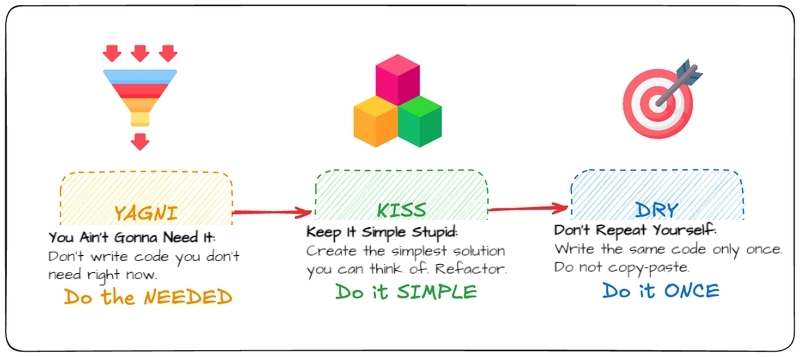 YAGNI
You Ain't Gonna Need It:
Don't write code you don't
need right now.
Do the NEEDED
KISS
Keep It Simple Stupid:
Create the simplest solution
you can think of. Refactor.
Do it SIMPLE
DRY
Don't Repeat Yourself:
Write the same code only once.
Do not copy-paste.
Do it ONCE